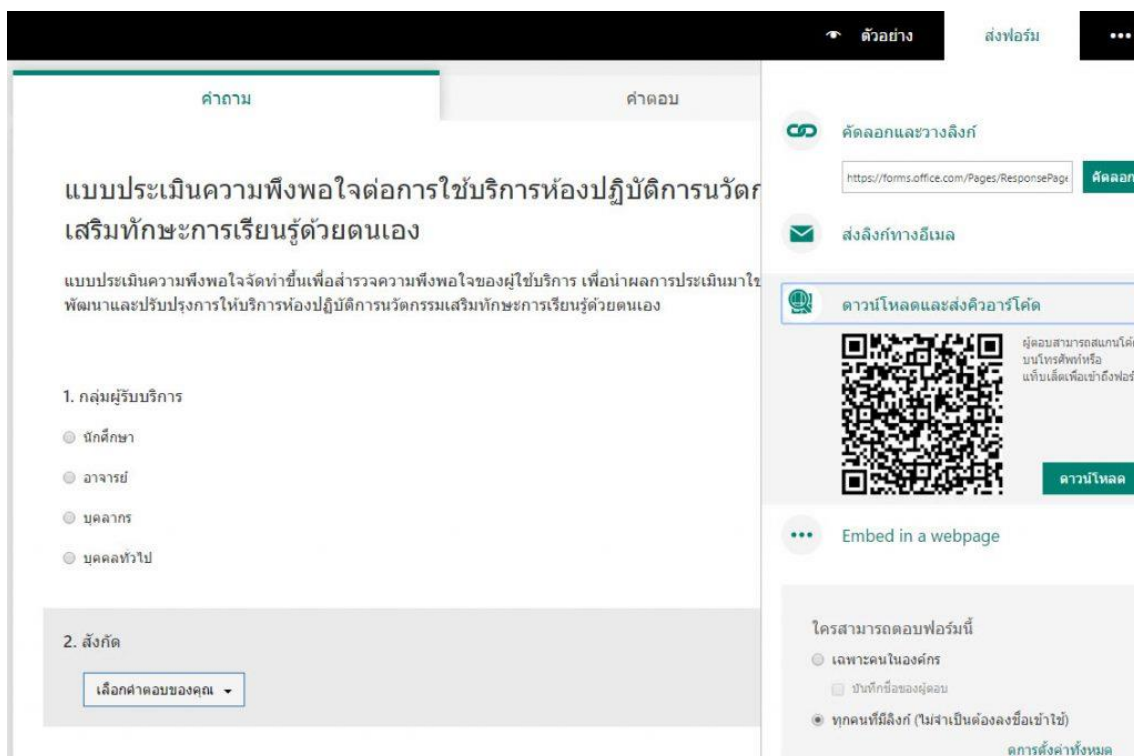 ตัวอย่าง
ส่งฟอร์ม
คำถาม
คำตอบ
แบบประเมินความพึงพอใจต่อการใช้บริการห้องปฏิบัติการนวัตก
เสริมทักษะการเรียนรู้ด้วยตนเอง
แบบประเมินความพึงพอใจจัดทำขึ้นเพื่อสำรวจความพึงพอใจของผู้ใช้บริการ เพื่อนำผลการประเมินมาใช
พัฒนาและปรับปรุงการให้บริการห้องปฏิบัติการนวัตกรรมเสริมทักษะการเรียนรู้ด้วยตนเอง
1. กลุ่มผู้รับบริการ
นักศึกษา
อาจารย์
บุคลากร
บุคคลทั่วไป
2. สังกัด
เลือกคำตอบของคุณ
คัดลอกและวางลิงก์
https://forms.office.com/Pages/ResponsePage
คัดลอก
ส่งลิงก์ทางอีเมล
ดาวน์โหลดและส่งคิวอาร์โค้ด
ผู้ตอบสามารถสแกนโค้ด
บนโทรศัพท์หรือ
แท็บเล็ตเพื่อเข้าถึงฟอร์
ดาวน์โหลด
Embed in a webpage
ใครสามารถตอบฟอร์มนี้
เฉพาะคนในองค์กร
บันทึกชื่อของผู้ตอบ
ทุกคนที่มีลิงก์ (ไม่จำเป็นต้องลงชื่อเข้าใช้)
ดูการตั้งค่าทั้งหมด